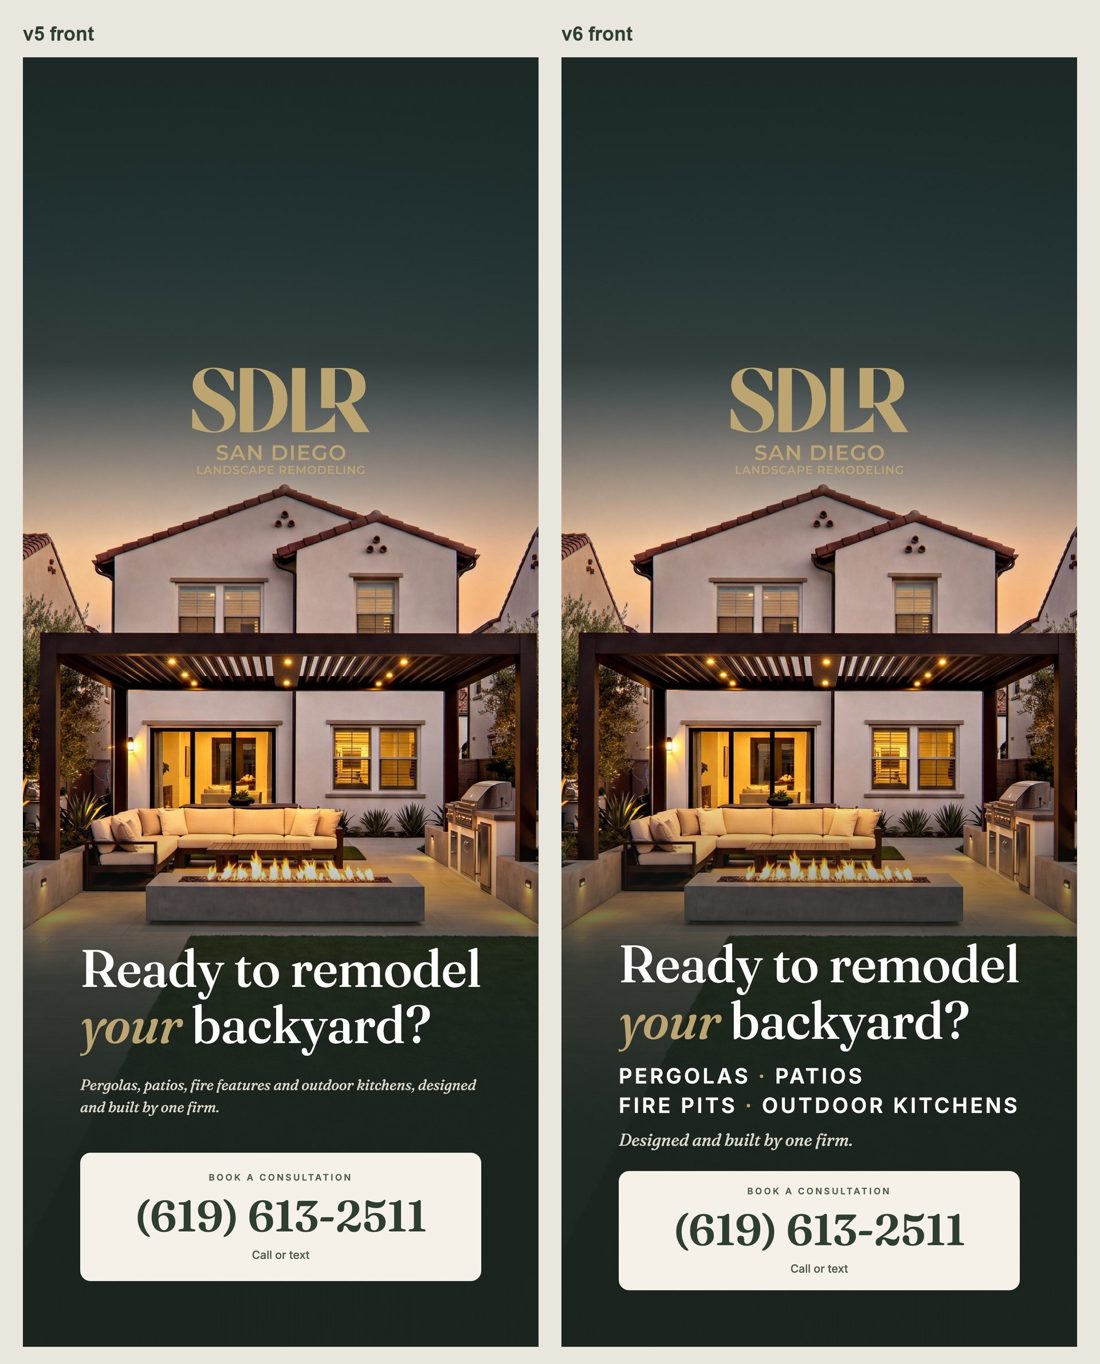 v5 front
SDLR
SAN DIEGO
LANDSCAPE REMODELING
Ready to remodel
your backyard?
Pergolas, patios, fire features and outdoor kitchens, designed
and built by one firm.
BOOK A CONSULTATION
(619) 613-2511
Call or text
v6 front
SDLR
SAN DIEGO
LANDSCAPE REMODELING
Ready to remodel
your backyard?
PERGOLAS · PATIOS
FIRE PITS · OUTDOOR KITCHENS
Designed and built by one firm.
BOOK A CONSULTATION
(619) 613-2511
Call or text